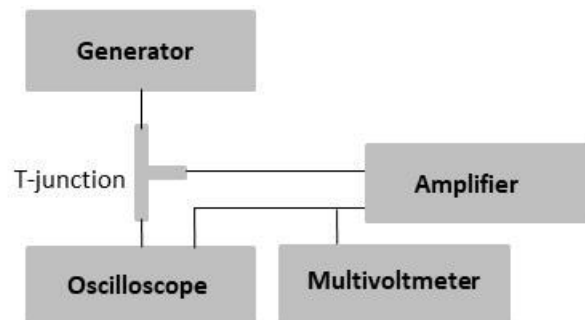 Generator
T-junction
Amplifier
Oscilloscope
Multivoltmeter